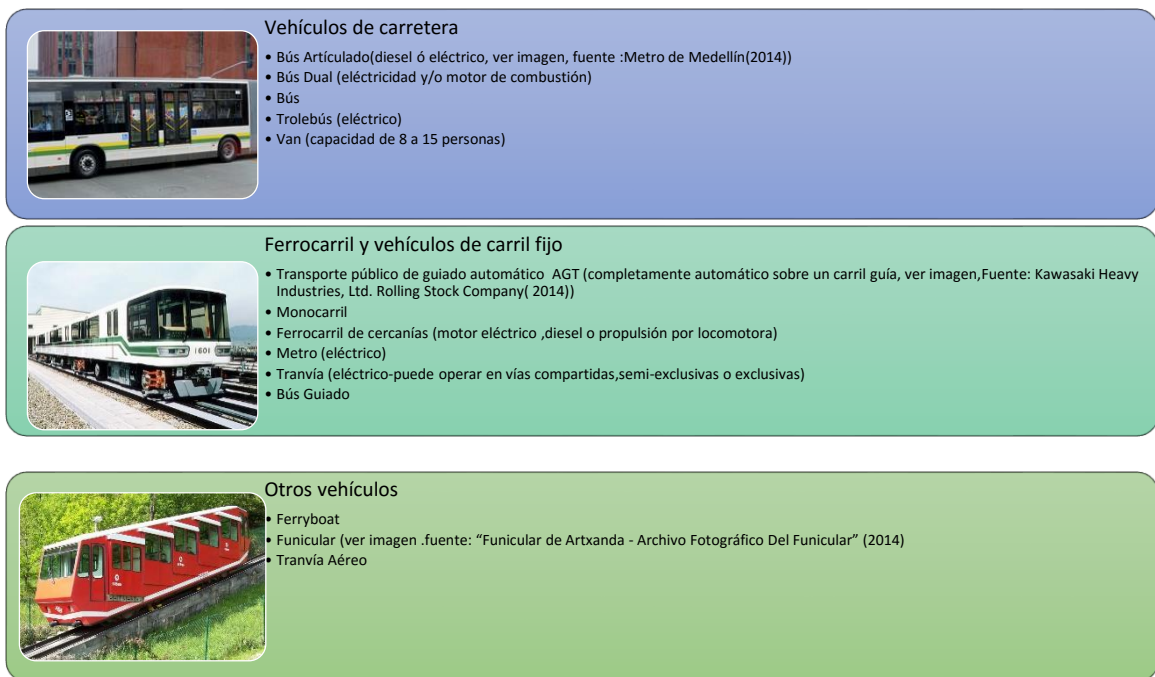 Vehículos de carretera
• Bús Artículado(diesel ó eléctrico, ver imagen, fuente :Metro de Medellín(2014))
• Bús Dual (eléctricidad y/o motor de combustión)
• Bús
• Trolebús (eléctrico)
• Van (capacidad de 8 a 15 personas)
Ferrocarril y vehículos de carril fijo
• Transporte público de guiado automático AGT (completamente automático sobre un carril guía, ver imagen,Fuente: Kawasaki Heavy
Industries, Ltd. Rolling Stock Company( 2014))
• Monocarril
• Ferrocarril de cercanías (motor eléctrico ,diesel o propulsión por locomotora)
• Metro (eléctrico)
• Tranvía (eléctrico-puede operar en vías compartidas,semi-exclusivas o exclusivas)
• Bús Guiado
1601
Otros vehículos
• Ferryboat
• Funicular (ver imagen .fuente: “Funicular de Artxanda - Archivo Fotográfico Del Funicular” (2014)
• Tranvía Aéreo